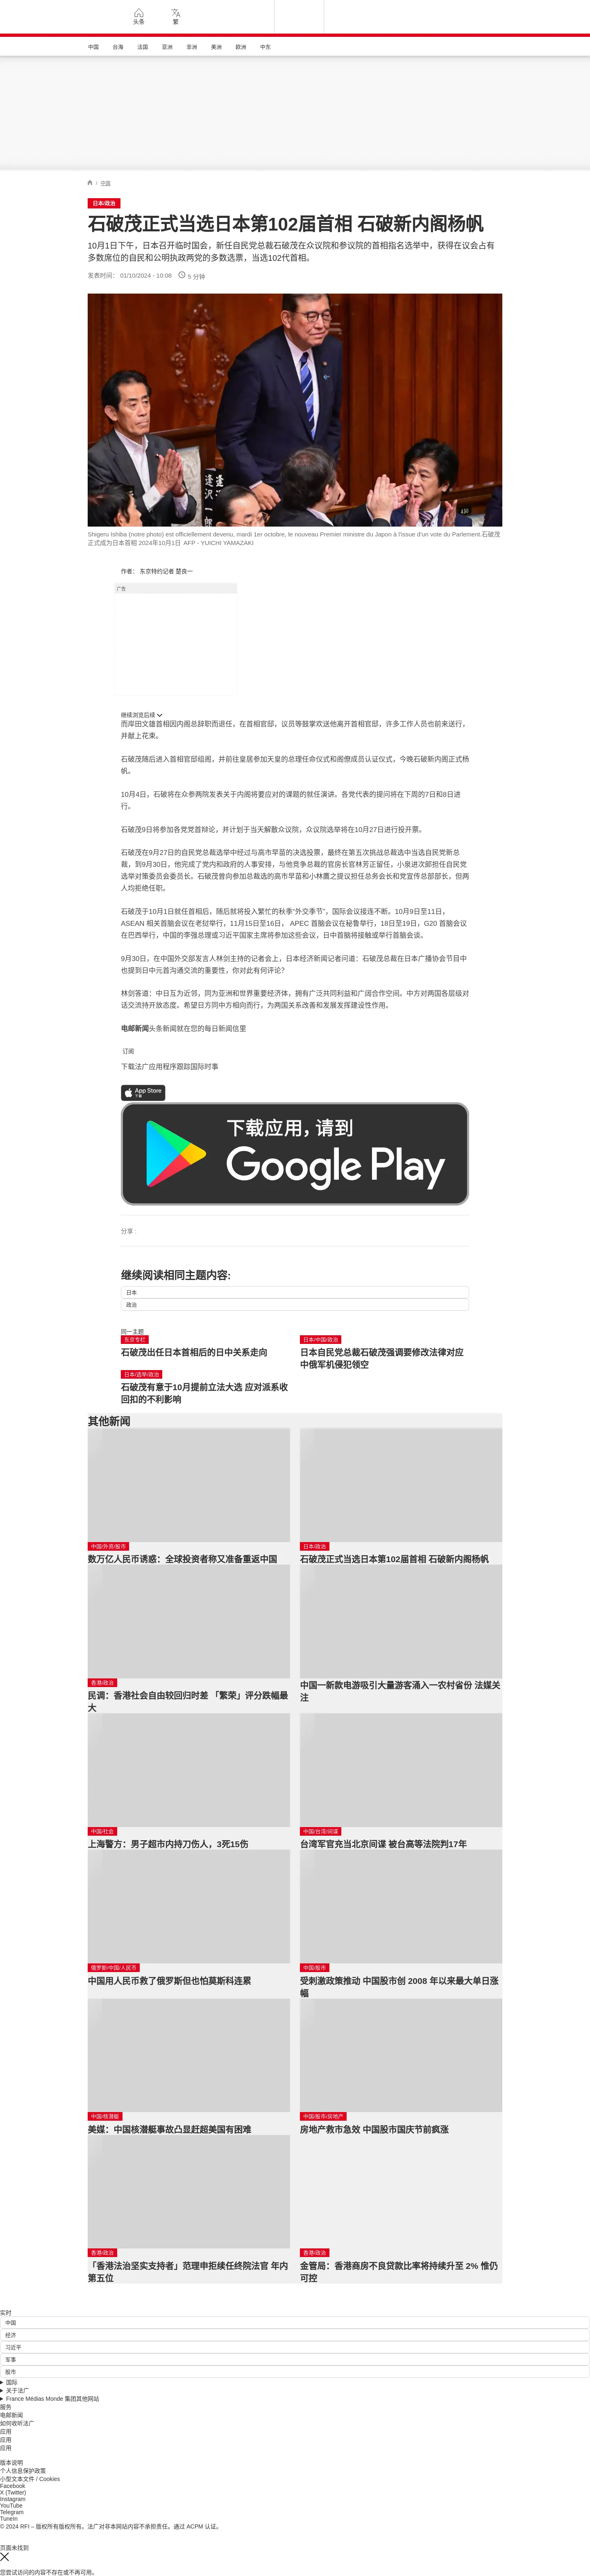 头条
繁
中国
台海
法国
亚洲
非洲
美洲
欧洲
中东
/ 中国
日本/政治
石破茂正式当选日本第102届首相 石破新内阁杨帆
10月1日下午，日本召开临时国会，新任自民党总裁石破茂在众议院和参议院的首相指名选举中，获得在议会占有
多数席位的自民和公明执政两党的多数选票，当选102代首相。
发表时间： 01/10/2024 - 10:08
5 分钟
Shigeru Ishiba (notre photo) est officiellement devenu, mardi 1er octobre, le nouveau Premier ministre du Japon à l'issue d'un vote du Parlement.石破茂
正式成为日本首相 2024年10月1日 AFP - YUICHI YAMAZAKI
作者： 东京特约记者 楚良一
广告
继续浏览后续
而岸田文雄首相因内阁总辞职而退任，在首相官邸，议员等鼓掌欢送他离开首相官邸，许多工作人员也前来送行，
并献上花束。
石破茂随后进入首相官邸组阁，并前往皇居参加天皇的总理任命仪式和阁僚成员认证仪式，今晚石破新内阁正式杨
帆。
10月4日，石破将在众参两院发表关于内阁将要应对的课题的就任演讲。各党代表的提问将在下周的7日和8日进
行。
石破茂9日将参加各党党首辩论，并计划于当天解散众议院，众议院选举将在10月27日进行投开票。
石破茂在9月27日的自民党总裁选举中经过与高市早苗的决选投票，最终在第五次挑战总裁选中当选自民党新总
裁，到9月30日，他完成了党内和政府的人事安排，与他竞争总裁的官房长官林芳正留任，小泉进次郎担任自民党
选举对策委员会委员长。石破茂曾向参加总裁选的高市早苗和小林鷹之提议担任总务会长和党宣传总部部长，但两
人均拒绝任职。
石破茂于10月1日就任首相后，随后就将投入繁忙的秋季“外交季节”，国际会议接连不断。10月9日至11日，
ASEAN 相关首脑会议在老挝举行，11月15日至16日， APEC 首脑会议在秘鲁举行，18日至19日，G20 首脑会议
在巴西举行，中国的李强总理或习近平国家主席将参加这些会议，日中首脑将接触或举行首脑会谈。
9月30日，在中国外交部发言人林剑主持的记者会上，日本经济新闻记者问道：石破茂总裁在日本广播协会节目中
也提到日中元首沟通交流的重要性，你对此有何评论？
林剑答道：中日互为近邻，同为亚洲和世界重要经济体，拥有广泛共同利益和广阔合作空间。中方对两国各层级对
话交流持开放态度。希望日方同中方相向而行，为两国关系改善和发展发挥建设性作用。
电邮新闻头条新闻就在您的每日新闻信里
订阅
下载法广应用程序跟踪国际时事
App Store
下载
下载应用，请到
Google Play
分享 :
继续阅读相同主题内容:
日本
政治
同一主题
东京专栏
石破茂出任日本首相后的日中关系走向
日本/中国/政治
日本自民党总裁石破茂强调要修改法律对应
中俄军机侵犯领空
日本/选举/政治
石破茂有意于10月提前立法大选 应对派系收
回扣的不利影响
其他新闻
中国/外资/股市
数万亿人民币诱惑：全球投资者称又准备重返中国
日本/政治
石破茂正式当选日本第102届首相 石破新内阁杨帆
香港/政治
民调：香港社会自由较回归时差 「繁荣」评分跌幅最
大
中国一新款电游吸引大量游客涌入一农村省份 法媒关
注
中国/社会
上海警方：男子超市内持刀伤人，3死15伤
中国/台湾/间谍
台湾军官充当北京间谍 被台高等法院判17年
俄罗斯/中国/人民币
中国用人民币救了俄罗斯但也怕莫斯科连累
中国/股市
受刺激政策推动 中国股市创 2008 年以来最大单日涨
幅
中国/核潜艇
美媒：中国核潜艇事故凸显赶超美国有困难
中国/股市/房地产
房地产救市急效 中国股市国庆节前疯涨
香港/政治
「香港法治坚实支持者」范理申拒续任终院法官 年内
第五位
香港/政治
金管局：香港商房不良贷款比率将持续升至 2% 惟仍
可控
实时
中国
经济
习近平
军事
股市
国际
关于法广
France Médias Monde 集团其他网站
服务
电邮新闻
如何收听法广
应用
应用
应用
版本说明
个人信息保护政策
小型文本文件 / Cookies
Facebook
X (Twitter)
Instagram
YouTube
Telegram
TuneIn
© 2024 RFI – 版权所有版权所有。法广对非本网站内容不承担责任。通过 ACPM 认证。
页面未找到
您尝试访问的内容不存在或不再可用。